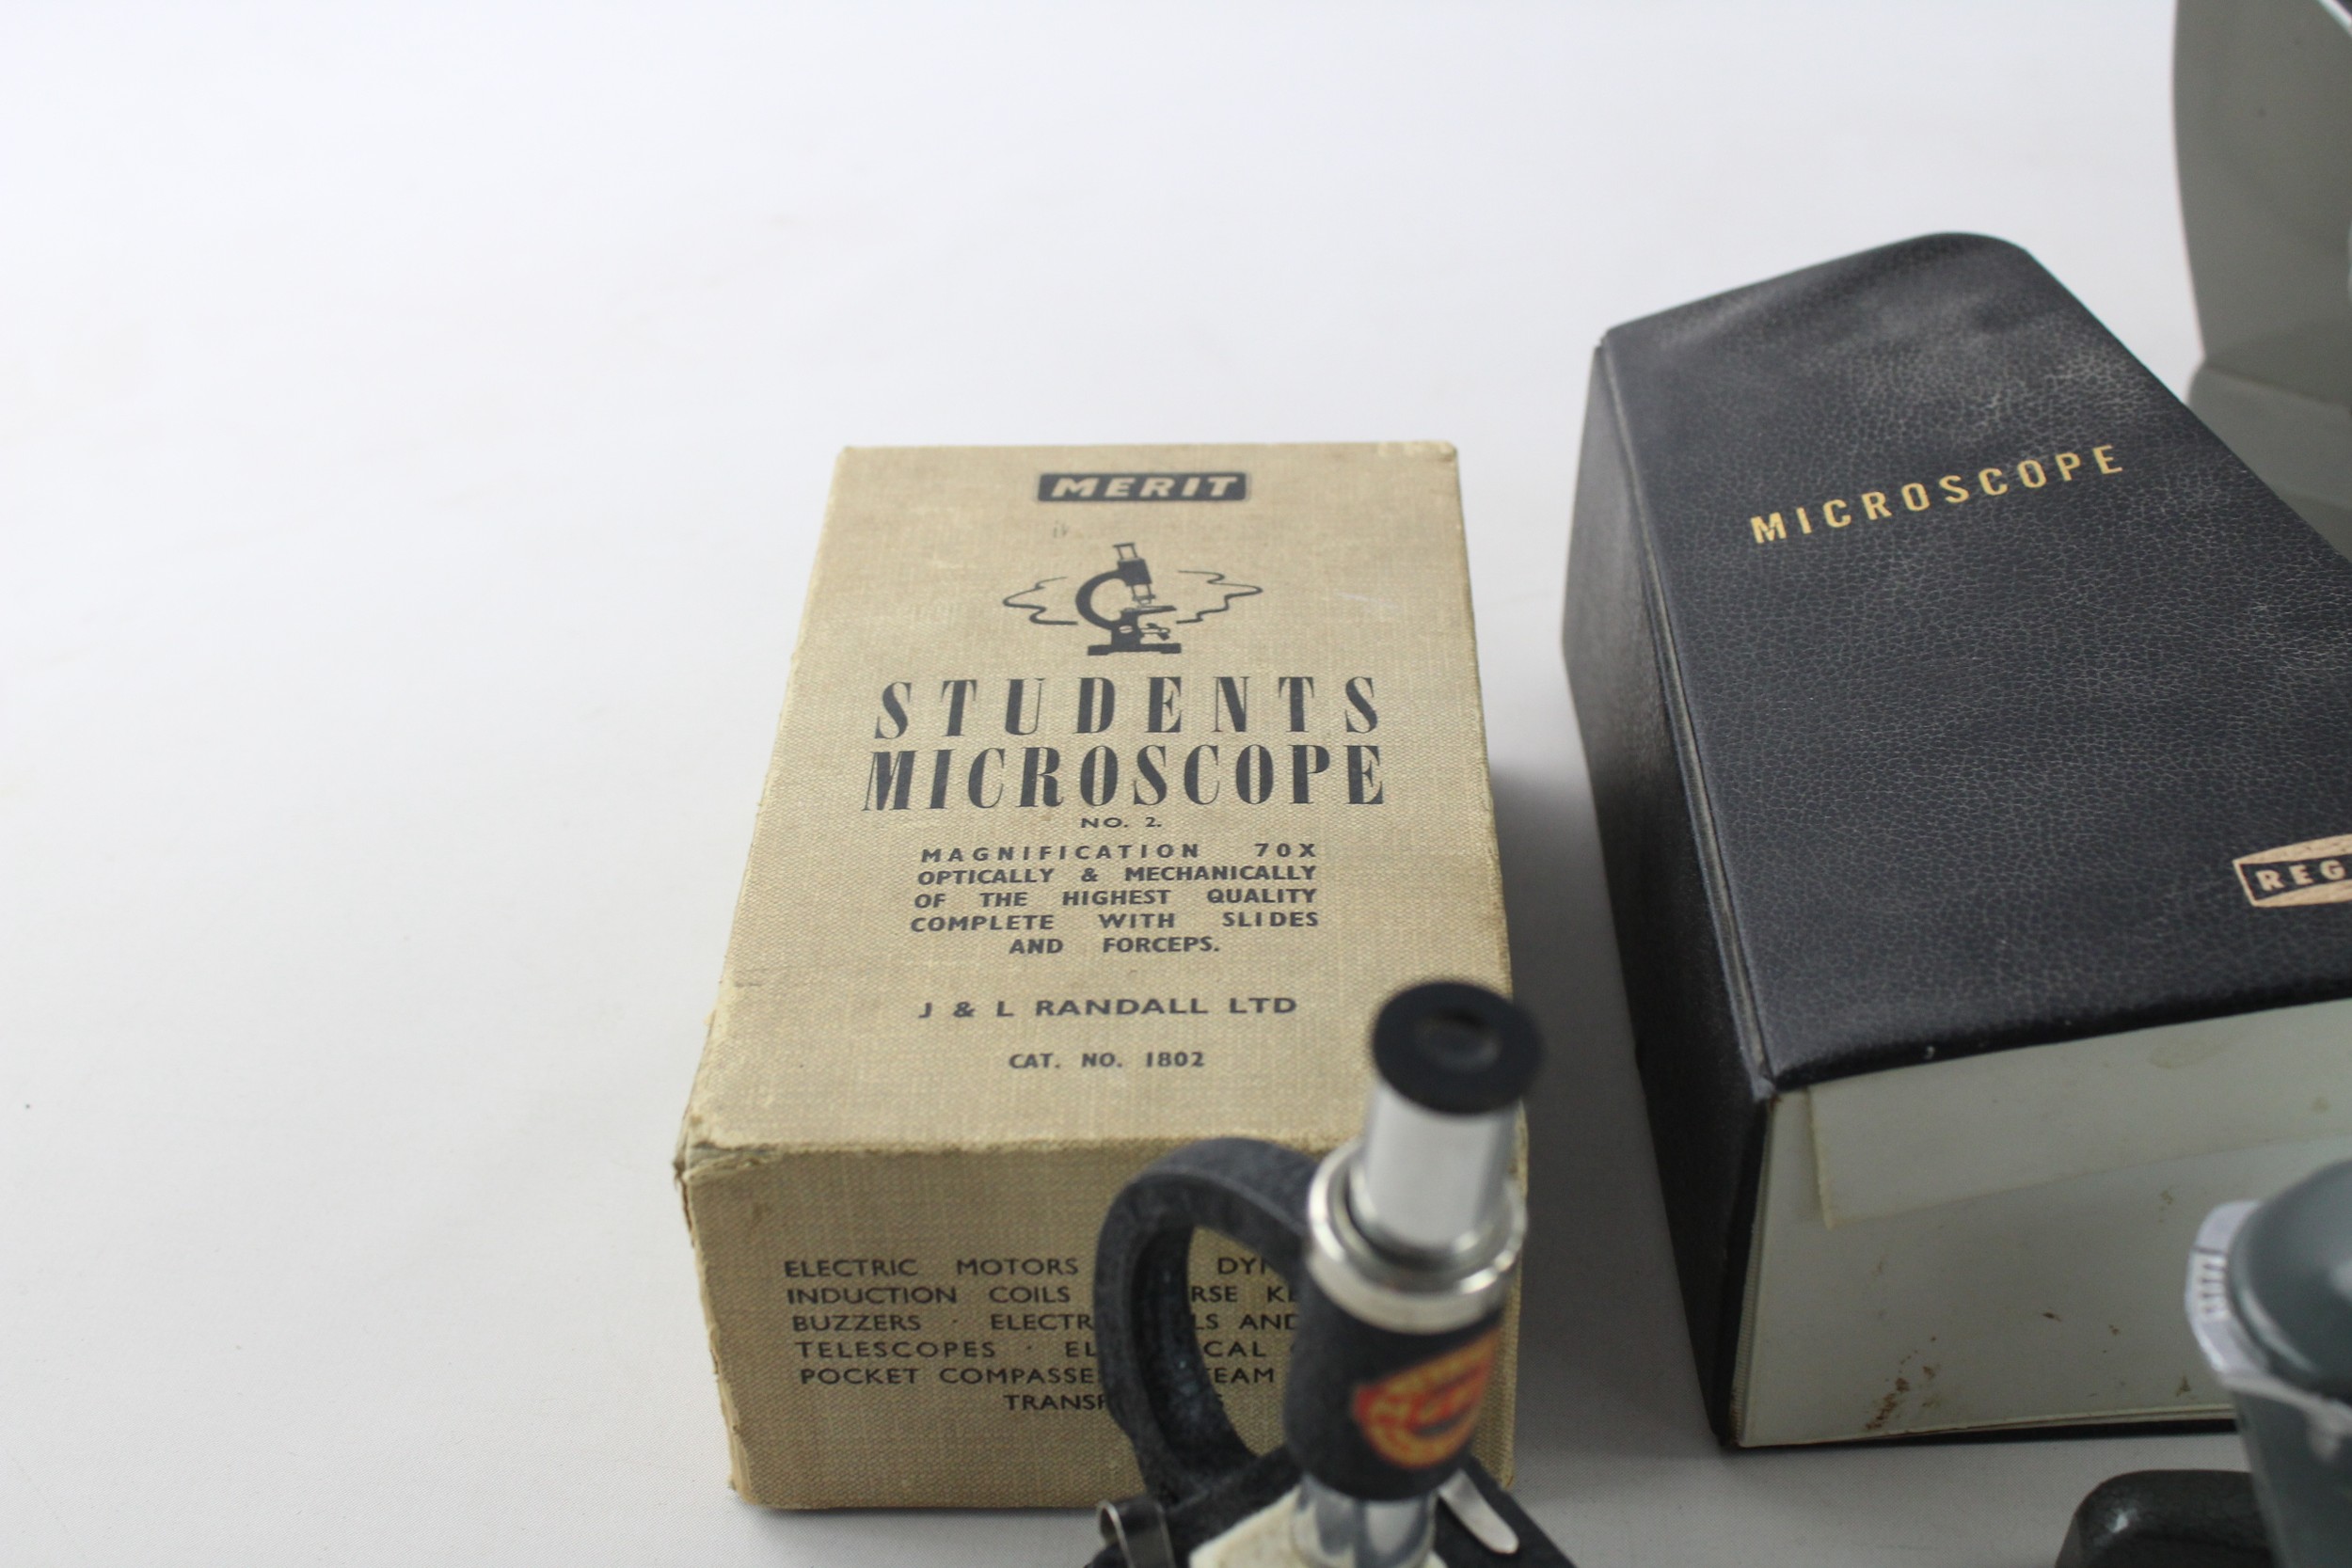 MERIT
STUDENTS
MICROSCOPE
NO. 2.
MAGNIFICATION 70X
OPTICALLY & MECHANICALLY
OF THE HIGHEST QUALITY
COMPLETE WITH SLIDES
AND FORCEPS.
J & L RANDALL LTD
CAT. NO. 1802
ELECTRIC MOTORS
INDUCTION COILS
BUZZERS · AND
TELESCOPES ·
POCKET
MICROSCOPE